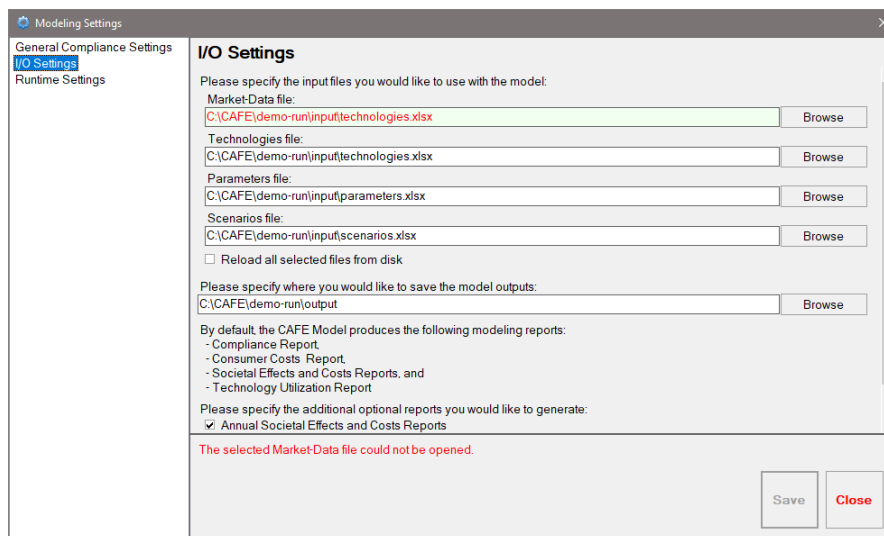 Modeling Settings
General Compliance Settings
I/O Settings
Runtime Settings
I/O Settings
Please specify the input files you would like to use with the model:
Market-Data file:
C:\CAFE\demo-run\input\technologies.xlsx
Browse
Technologies file:
C:\CAFE\demo-run\input\technologies.xlsx
Browse
Parameters file:
C:\CAFE\demo-run\input\parameters.xlsx
Browse
Scenarios file:
C:\CAFE\demo-run\input\scenarios.xlsx
Browse
Reload all selected files from disk
Please specify where you would like to save the model outputs:
C:\CAFE\demo-run\output
Browse
By default, the CAFE Model produces the following modeling reports:
- Compliance Report,
- Consumer Costs Report,
- Societal Effects and Costs Reports, and
- Technology Utilization Report
Please specify the additional optional reports you would like to generate:
Annual Societal Effects and Costs Reports
The selected Market-Data file could not be opened.
Save
Close